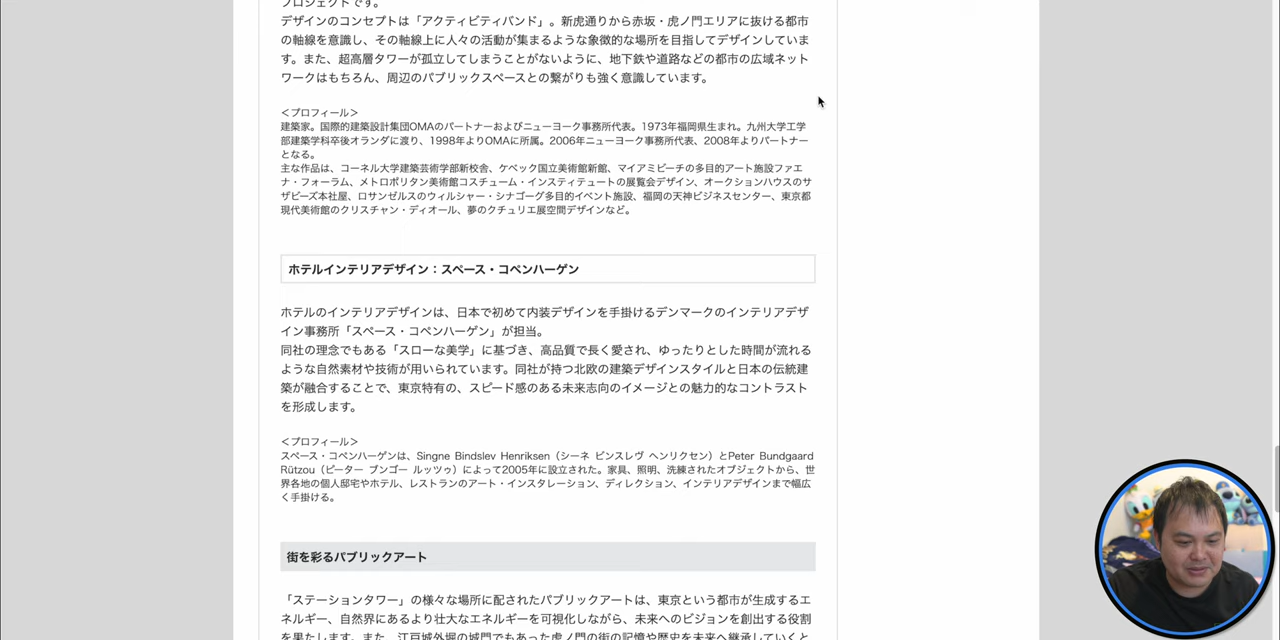 プロジェクトです。
デザインのコンセプトは「アクティビティバンド」。新虎通りから赤坂・虎ノ門エリアに抜ける都市
の軸線を意識し、その軸線上に人々の活動が集まるような象徴的な場所を目指してデザインしていま
す。また、超高層タワーが孤立してしまうことがないように、地下鉄や道路などの都市の広域ネット
ワークはもちろん、周辺のパブリックスペースとの繋がりも強く意識しています。
＜プロフィール＞
建築家。国際的建築設計集団OMAのパートナーおよびニューヨーク事務所代表。1973年福岡県生まれ。九州大学工学
部建築学科卒後オランダに渡り、1998年よりOMAに所属。2006年ニューヨーク事務所代表、2008年よりパートナー
となる。
主な作品は、コーネル大学建築芸術学部新校舎、ケベック国立美術館新館、マイアミビーチの多目的アート施設ファエ
ナ・フォーラム、メトロポリタン美術館コスチューム・インスティテュートの展覧会デザイン、オークションハウスのサ
ザビーズ本社屋、ロサンゼルスのウィルシャー・シナゴーグ多目的イベント施設、福岡の天神ビジネスセンター、東京都
現代美術館のクリスチャン・ディオール、夢のクチュリエ展空間デザインなど。
ホテルインテリアデザイン：スペース・コペンハーゲン
ホテルのインテリアデザインは、日本で初めて内装デザインを手掛けるデンマークのインテリアデザ
イン事務所「スペース・コペンハーゲン」が担当。
同社の理念でもある「スローな美学」に基づき、高品質で長く愛され、ゆったりとした時間が流れる
ような自然素材や技術が用いられています。同社が持つ北欧の建築デザインスタイルと日本の伝統建
築が融合することで、東京特有の、スピード感のある未来志向のイメージとの魅力的なコントラスト
を形成します。
＜プロフィール＞
スペース・コペンハーゲンは、Singne Bindslev Henriksen（シーネ ビンスレヴ ヘンリクセン）とPeter Bundgaard
Rützou（ピーター ブンゴー ルッツゥ）によって2005年に設立された。家具、照明、洗練されたオブジェクトから、世
界各地の個人邸宅やホテル、レストランのアート・インスタレーション、ディレクション、インテリアデザインまで幅広
く手掛ける。
街を彩るパブリックアート
「ステーションタワー」の様々な場所に配されたパブリックアートは、東京という都市が生成するエ
ネルギー、自然界にあるより壮大なエネルギーを可視化しながら、未来へのビジョンを創出する役割
を果たします。また、江戸城外堀の城門でもあった虎ノ門の街の記憶や歴史を未来へ継承していくと